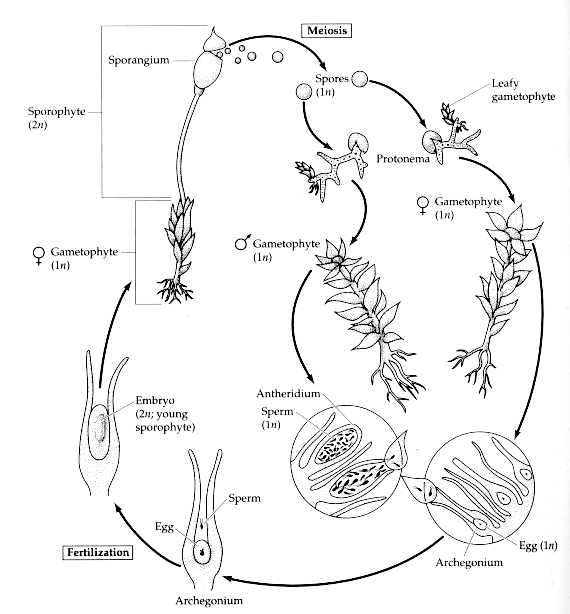 Meiosis
Sporangium
Spores
(1n)
Leafy
gametophyte
Sporophyte
(2n)
Protonema
♀ Gametophyte
(1n)
♂ Gametophyte
(1n)
♀ Gametophyte
(1n)
Antheridium
Sperm
(1n)
Embryo
(2n; young
sporophyte)
Sperm
Egg
Egg (1n)
Archegonium
Fertilization
Archegonium